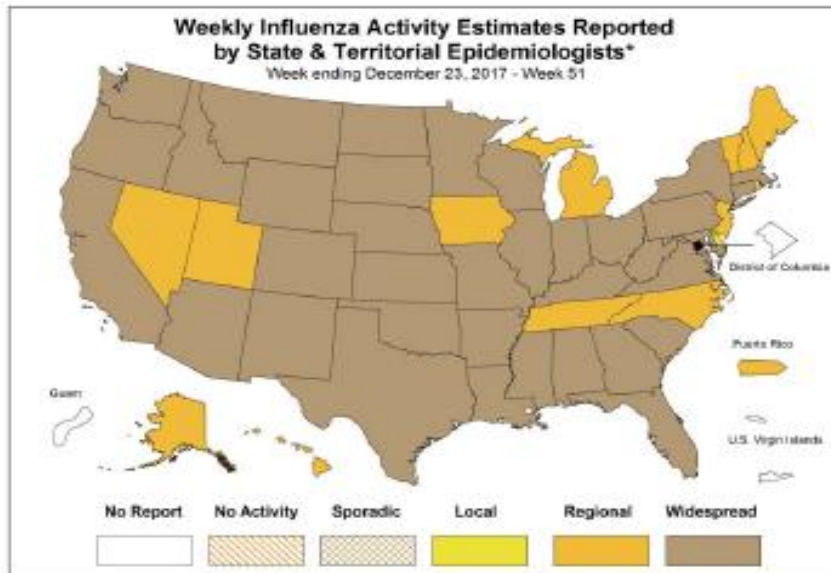 Weekly Influenza Activity Estimates Reported
by State & Territorial Epidemiologists*
Week ending December 23, 2017 - Week 51
District of Columbia
Puerto Rico
Guam
U.S. Virgin Islands
No Report
No Activity
Sporadic
Local
Regional
Widespread